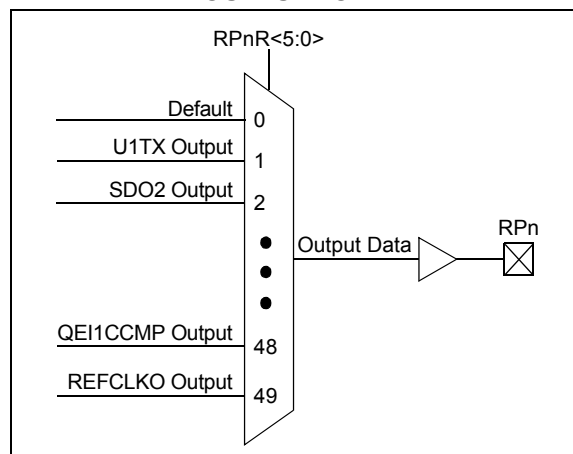 RPnR<5:0>
Default
0
U1TX Output
1
SDO2 Output
2
Output Data
RPn
QEI1CCMP Output
48
REFCLKO Output
49